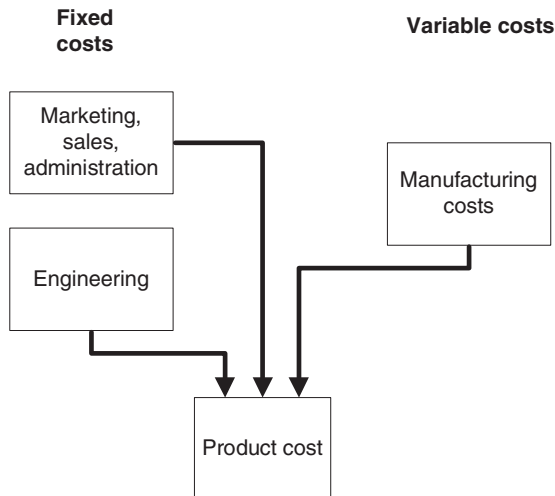 Fixed
costs
Variable costs
Marketing,
sales,
administration
Manufacturing
costs
Engineering
Product cost